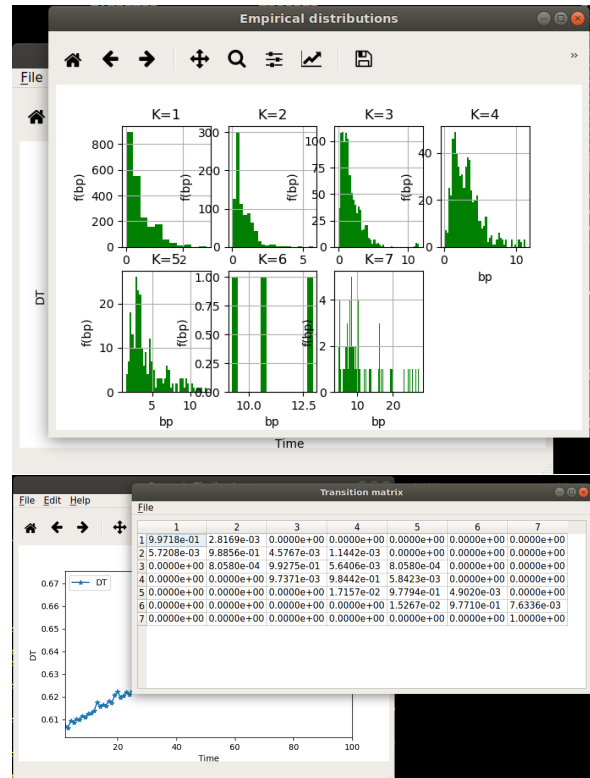 Empirical distributions
File
»
K=1 K=2 K=3 K=4
f(bp) f(bp) f(bp) f(bp)
800 600 400 200 0
300 200 100 0
100 75 50 25 0
40 20 0
0 2
0 5
0 10
0 10
bp
DT
K=5 K=6 K=7
f(bp) f(bp) f(bp)
20 10 0
1.00 0.75 0.50 0.25 0.00
4 2 0
5 10
10.0 12.5
10 20
bp bp bp
Time
File Edit Help
Transition matrix
File
1 2 3 4 5 6 7
1 9.9718e-01 2.8169e-03 0.0000e+00 0.0000e+00 0.0000e+00 0.0000e+00 0.0000e+00
2 5.7208e-03 9.8856e-01 4.5767e-03 1.1442e-03 0.0000e+00 0.0000e+00 0.0000e+00
3 0.0000e+00 8.0580e-04 9.9275e-01 5.6406e-03 8.0580e-04 0.0000e+00 0.0000e+00
4 0.0000e+00 0.0000e+00 9.7371e-03 9.8442e-01 5.8423e-03 0.0000e+00 0.0000e+00
5 0.0000e+00 0.0000e+00 0.0000e+00 1.7157e-02 9.7794e-01 4.9020e-03 0.0000e+00
6 0.0000e+00 0.0000e+00 0.0000e+00 0.0000e+00 1.5267e-02 9.7710e-01 7.6336e-03
7 0.0000e+00 0.0000e+00 0.0000e+00 0.0000e+00 0.0000e+00 0.0000e+00 1.0000e+00
DT
0.67
0.66
0.65
0.64
0.63
0.62
0.61
DT
20 40 60 80 100
Time